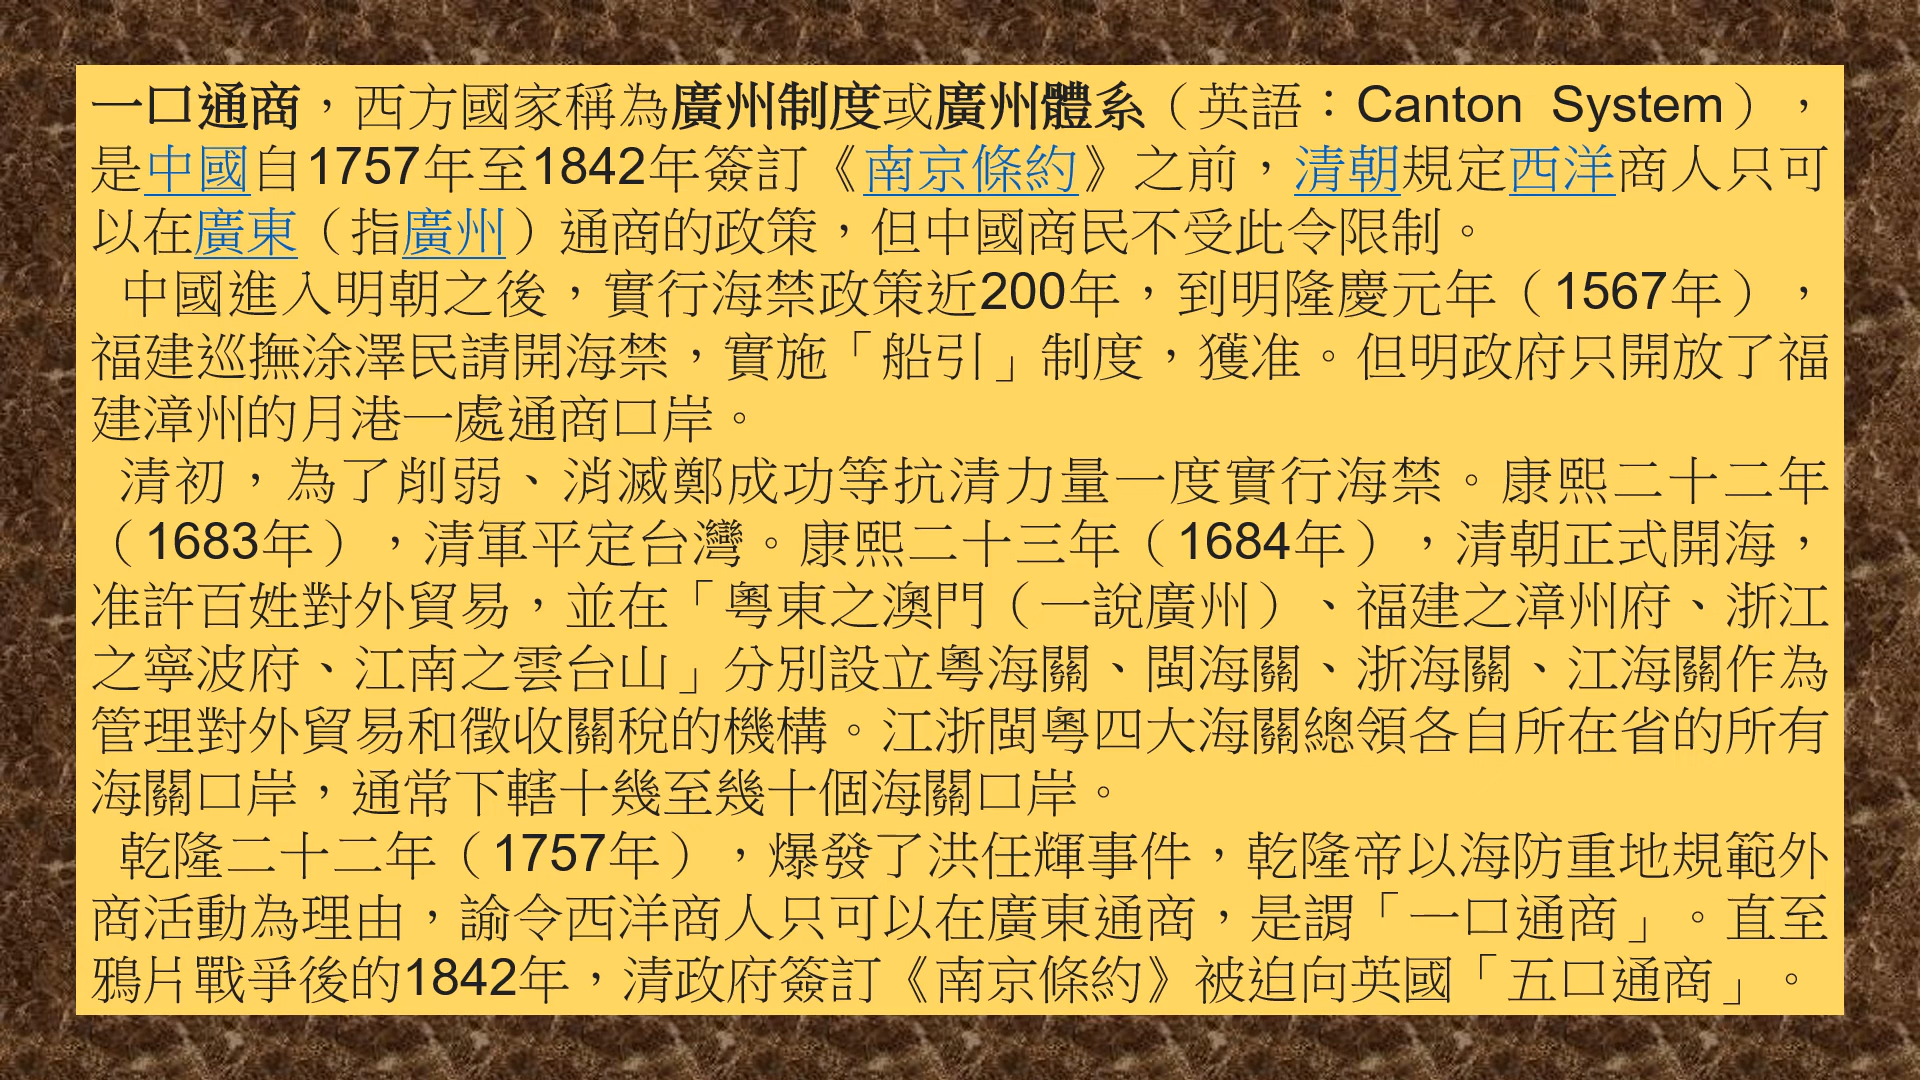 一口通商，西方國家稱為廣州制度或廣州體系（英語：Canton System），
是中國自1757年至1842年簽訂《南京條約》之前，清朝規定西洋商人只可
以在廣東（指廣州）通商的政策，但中國商民不受此令限制。
中國進入明朝之後，實行海禁政策近200年，到明隆慶元年（1567年），
福建巡撫涂澤民請開海禁，實施「船引」制度，獲准。但明政府只開放了福
建漳州的月港一處通商口岸。
清初，為了削弱、消滅鄭成功等抗清力量一度實行海禁。康熙二十二年
（1683年），清軍平定台灣。康熙二十三年（1684年），清朝正式開海，
准許百姓對外貿易，並在「粵東之澳門（一說廣州）、福建之漳州府、浙江
之寧波府、江南之雲台山」分別設立粵海關、閩海關、浙海關、江海關作為
管理對外貿易和徵收關稅的機構。江浙閩粵四大海關總領各自所在省的所有
海關口岸，通常下轄十幾至幾十個海關口岸。
乾隆二十二年（1757年），爆發了洪任輝事件，乾隆帝以海防重地規範外
商活動為理由，諭令西洋商人只可以在廣東通商，是謂「一口通商」。直至
鴉片戰爭後的1842年，清政府簽訂《南京條約》被迫向英國「五口通商」。